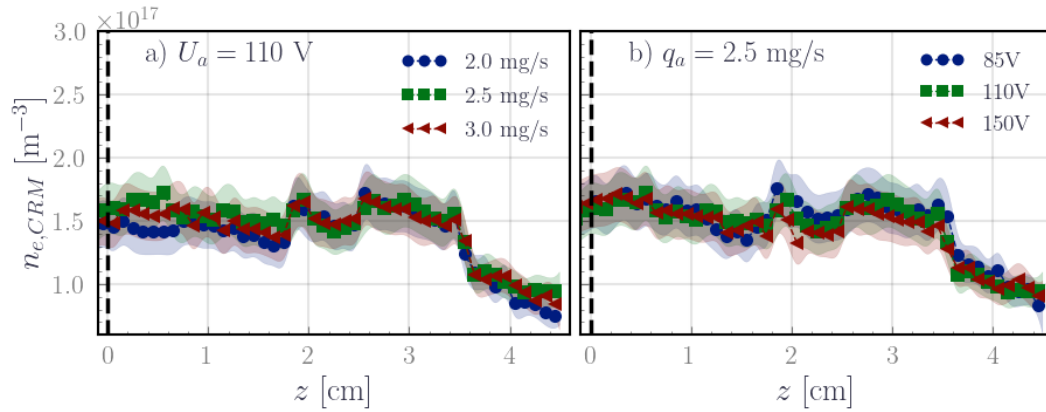 ×10¹⁷
a) U_a = 110 V
2.0 mg/s
2.5 mg/s
3.0 mg/s
b) q_a = 2.5 mg/s
85V
110V
150V
3.0
2.5
2.0
1.5
1.0
n_{e,CRM} [m⁻³]
0 1 2 3 4
0 1 2 3 4
z [cm]
z [cm]